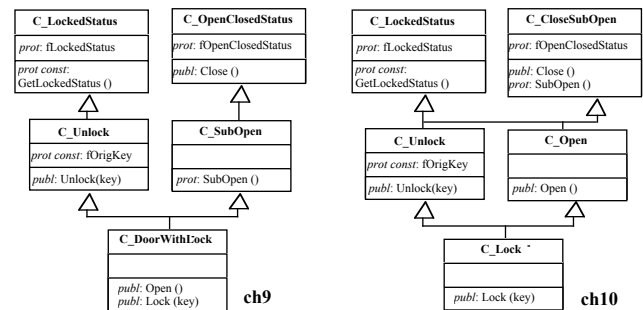 C_LockedStatus
prot: fLockedStatus
prot const:
GetLockedStatus ()
C_OpenClosedStatus
prot: fOpenClosedStatus
publ: Close ()
C_Unlock
prot const: fOrigKey
publ: Unlock(key)
C_SubOpen
prot: SubOpen ()
C_DoorWithLock
publ: Open ()
publ: Lock (key)
ch9
C_LockedStatus
prot: fLockedStatus
prot const:
GetLockedStatus ()
C_CloseSubOpen
prot: fOpenClosedStatus
publ: Close ()
prot: SubOpen ()
C_Unlock
prot const: fOrigKey
publ: Unlock(key)
C_Open
publ: Open ()
C_Lock
publ: Lock (key)
ch10